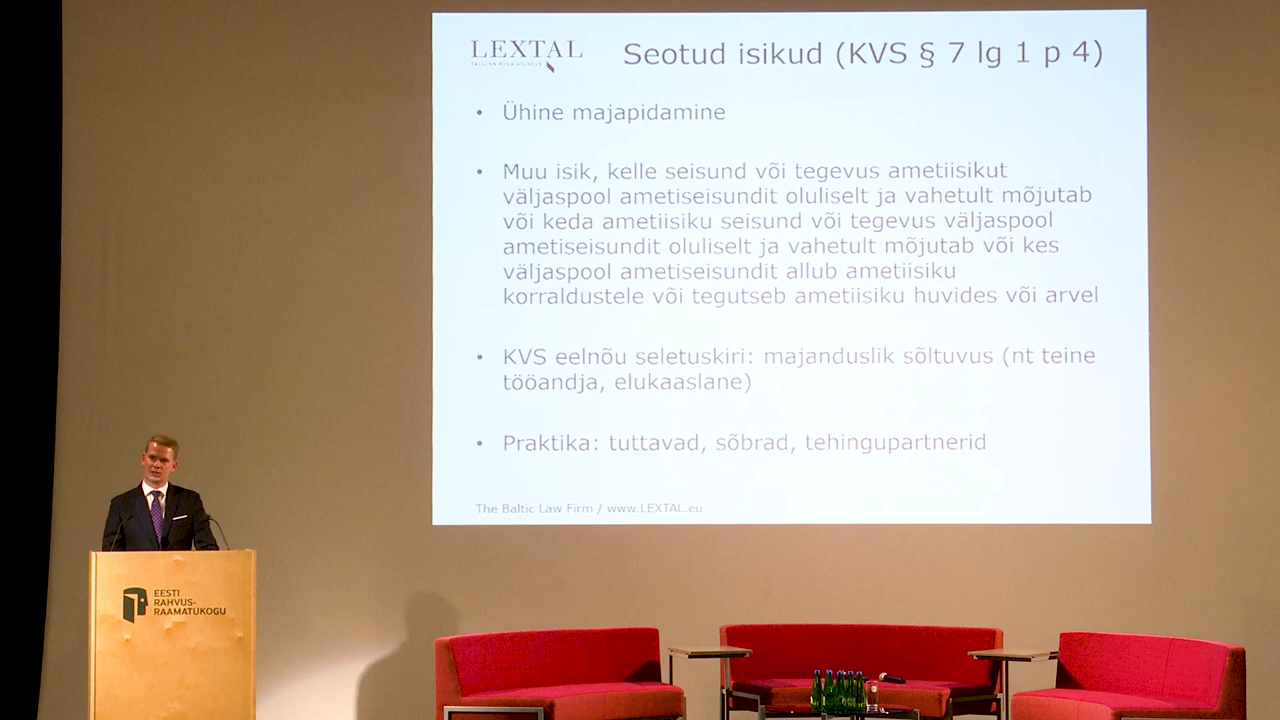 LEXTAL
TALLINN RIGA VILNIUS
Seotud isikud (KVS § 7 lg 1 p 4)
• Ühine majapidamine
• Muu isik, kelle seisund või tegevus ametiisikut
väljaspool ametiseisundit oluliselt ja vahetult mõjutab
või keda ametiisiku seisund või tegevus väljaspool
ametiseisundit oluliselt ja vahetult mõjutab või kes
väljaspool ametiseisundit allub ametiisiku
korraldustele või tegutseb ametiisiku huvides või arvel
• KVS eelnõu seletuskiri: majanduslik sõltuvus (nt teine
tööandja, elukaaslane)
• Praktika: tuttavad, sõbrad, tehingupartnerid
The Baltic Law Firm / www.LEXTAL.eu
EESTI
RAHVUS-
RAAMATUKOGU